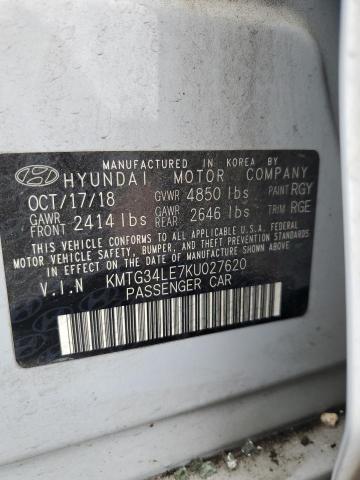 MANUFACTURED IN KOREA BY
HYUNDAI MOTOR COMPANY
OCT/17/18 GVWR 4850 lbs PAINT RGY
GAWR FRONT 2414 lbs GAWR REAR 2646 lbs TRIM RGE
THIS VEHICLE CONFORMS TO ALL APPLICABLE U.S.A. FEDERAL
MOTOR VEHICLE SAFETY, BUMPER, AND THEFT PREVENTION STANDARDS
IN EFFECT ON THE DATE OF MANUFACTURE SHOWN ABOVE.
V.I.N KMTG34LE7KU027620
PASSENGER CAR